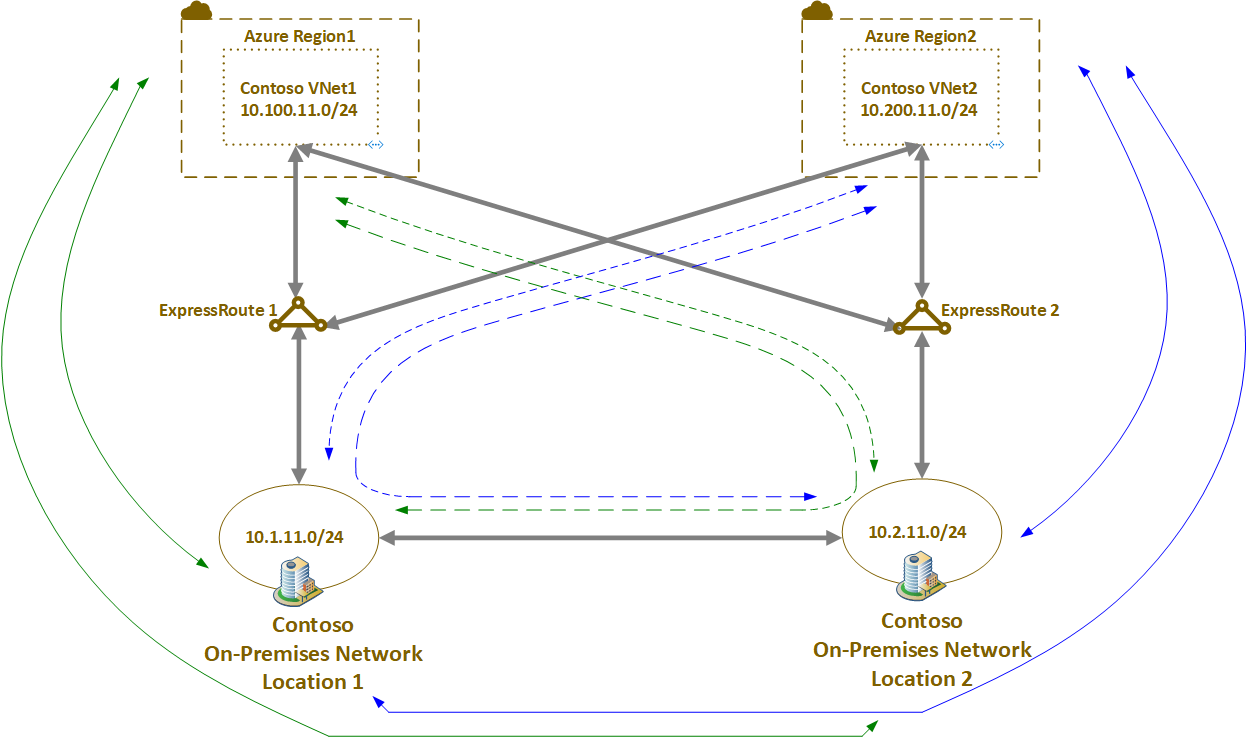 Azure Region1
Contoso VNet1
10.100.11.0/24
Azure Region2
Contoso VNet2
10.200.11.0/24
ExpressRoute 1
ExpressRoute 2
10.1.11.0/24
Contoso
On-Premises Network
Location 1
10.2.11.0/24
Contoso
On-Premises Network
Location 2